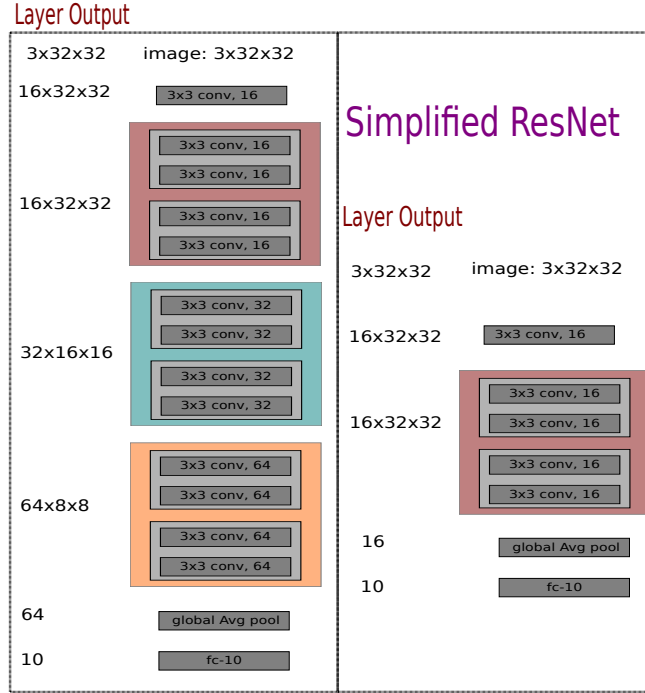 Layer Output
3x32x32 image: 3x32x32
16x32x32 3x3 conv, 16
16x32x32
3x3 conv, 16
3x3 conv, 16
3x3 conv, 16
3x3 conv, 16
32x16x16
3x3 conv, 32
3x3 conv, 32
3x3 conv, 32
3x3 conv, 32
64x8x8
3x3 conv, 64
3x3 conv, 64
3x3 conv, 64
3x3 conv, 64
64 global Avg pool
10 fc-10
Simplified ResNet
Layer Output
3x32x32 image: 3x32x32
16x32x32 3x3 conv, 16
16x32x32
3x3 conv, 16
3x3 conv, 16
3x3 conv, 16
3x3 conv, 16
16 global Avg pool
10 fc-10